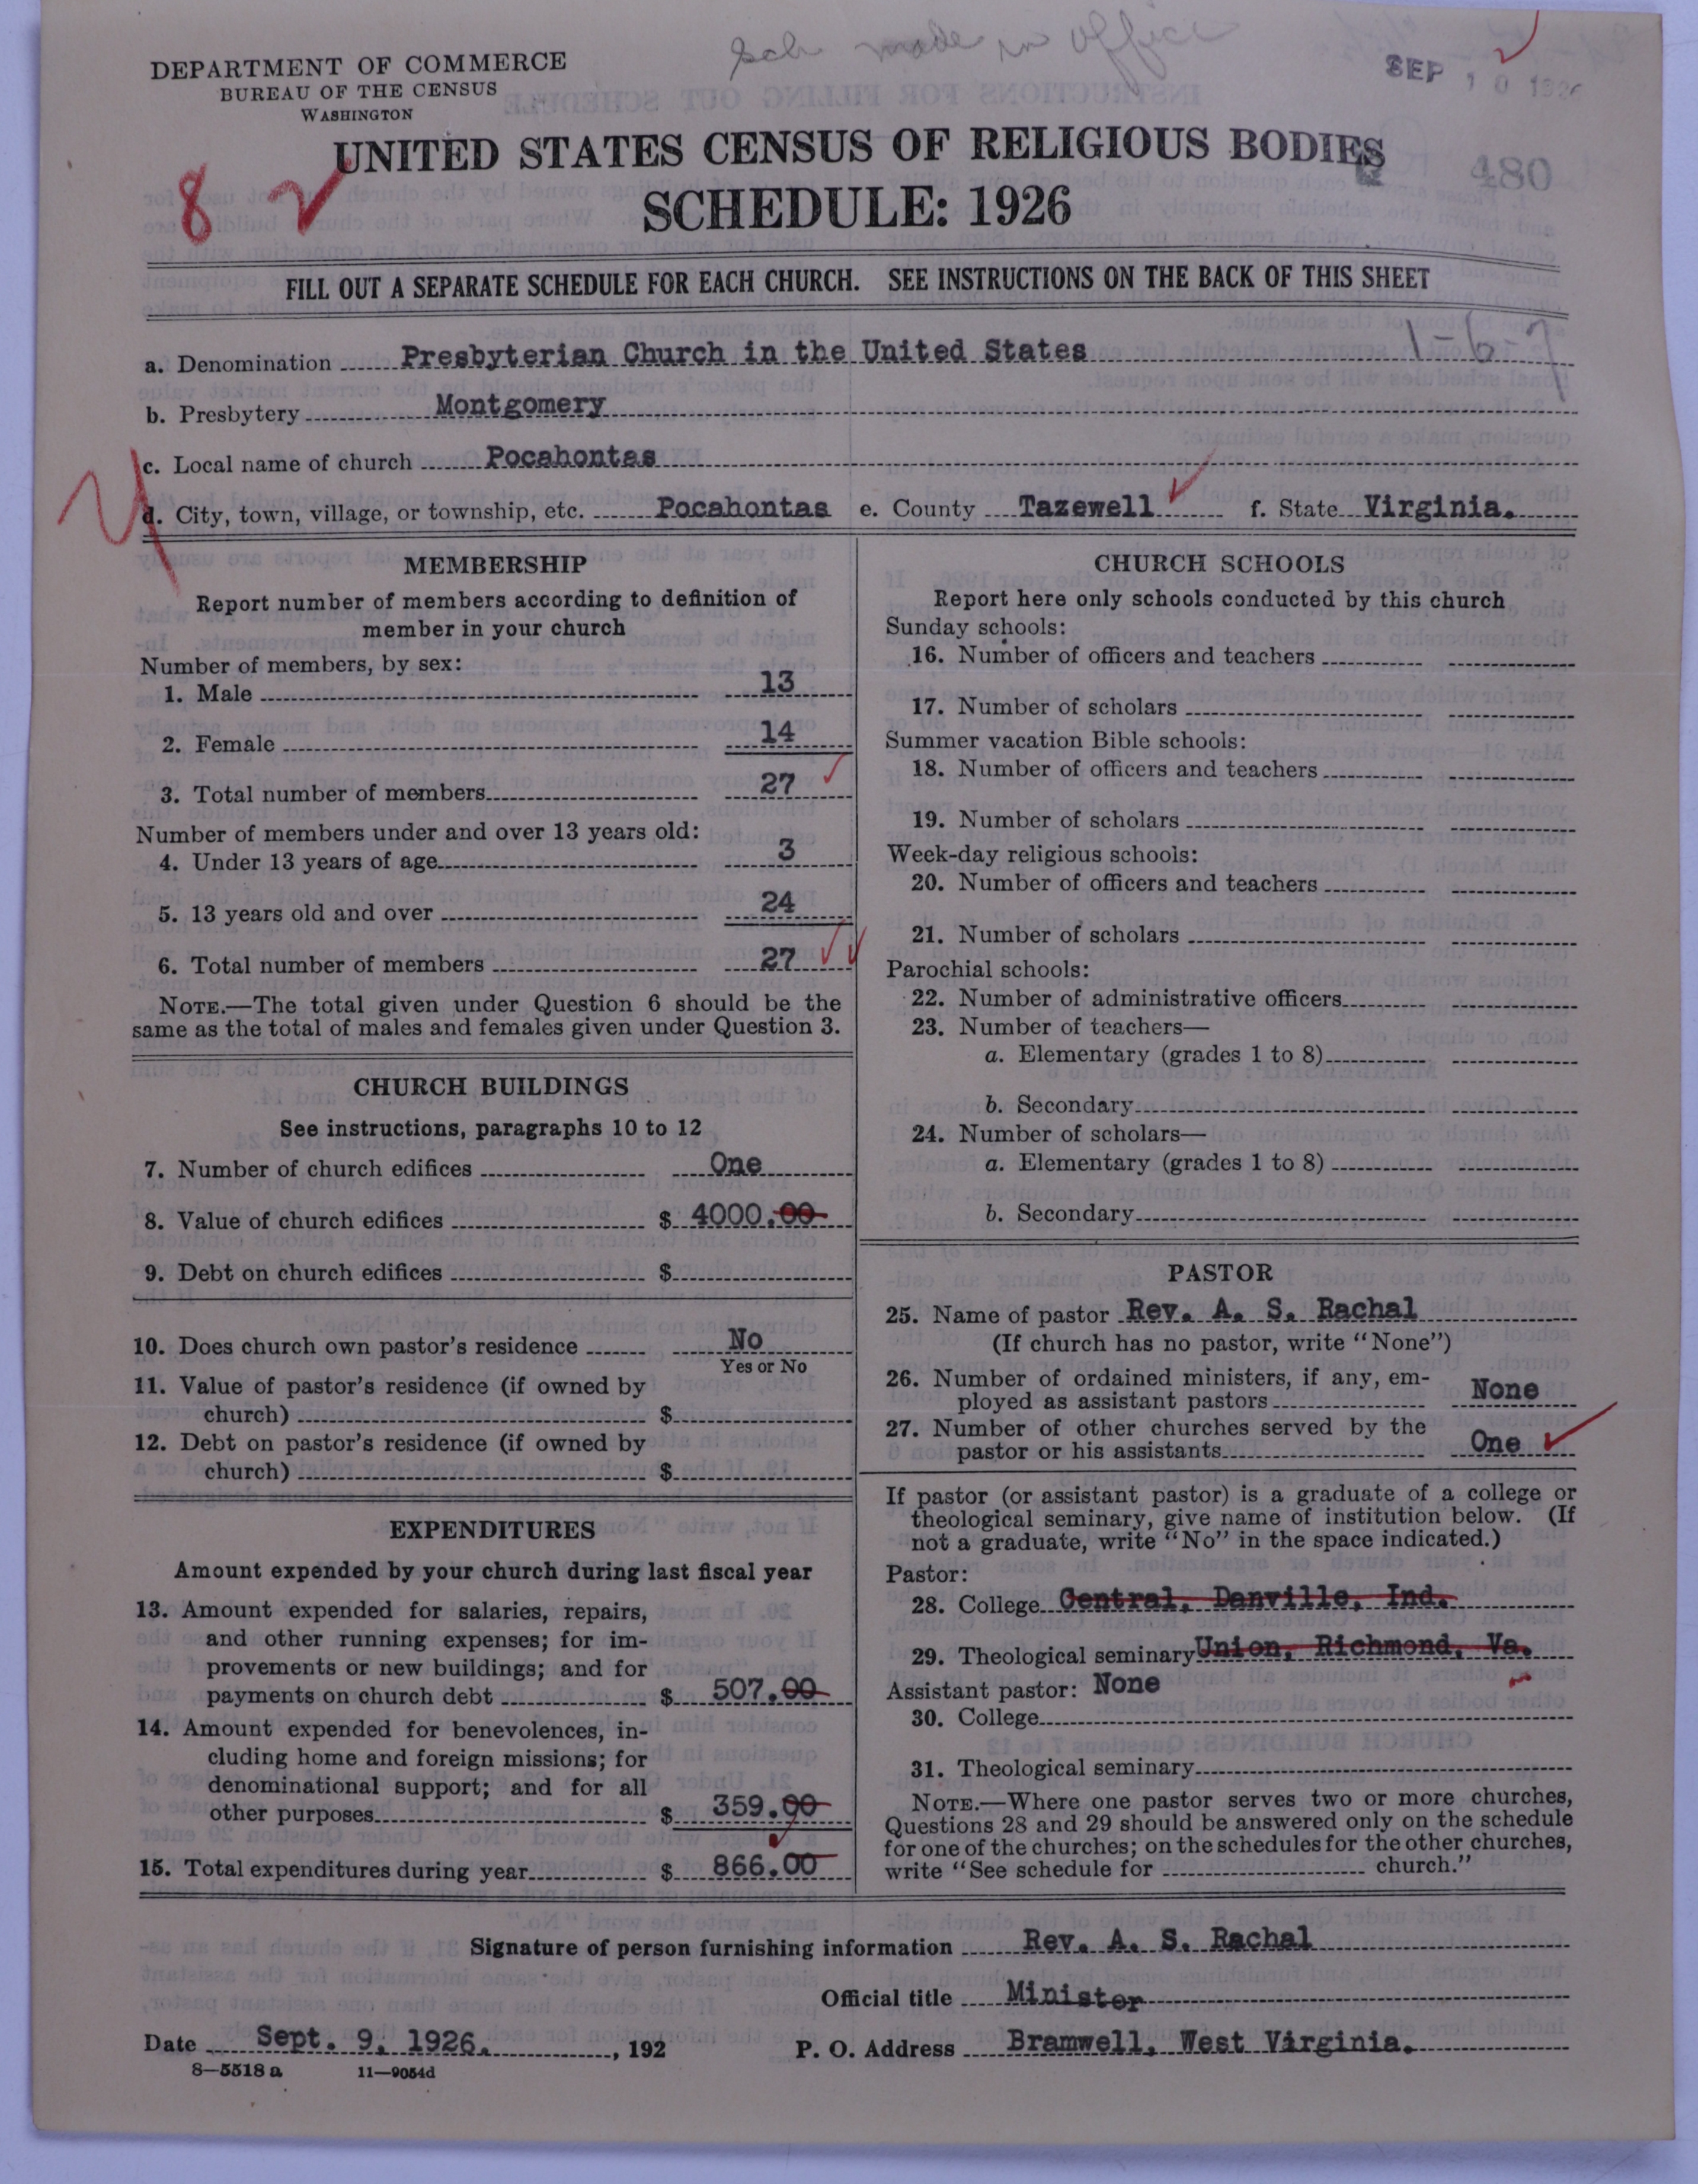 Sch made in office
DEPARTMENT OF COMMERCE
BUREAU OF THE CENSUS
WASHINGTON
SEP 10 1926
UNITED STATES CENSUS OF RELIGIOUS BODIES
480
8
SCHEDULE: 1926
FILL OUT A SEPARATE SCHEDULE FOR EACH CHURCH. SEE INSTRUCTIONS ON THE BACK OF THIS SHEET
a. Denomination Presbyterian Church in the United States 1-6-7
b. Presbytery Montgomery
c. Local name of church Pocahontas
d. City, town, village, or township, etc. Pocahontas e. County Tazewell f. State Virginia.
MEMBERSHIP
Report number of members according to definition of
member in your church
Number of members, by sex:
1. Male 13
2. Female 14
3. Total number of members 27
Number of members under and over 13 years old:
4. Under 13 years of age 3
5. 13 years old and over 24
6. Total number of members 27
NOTE.—The total given under Question 6 should be the
same as the total of males and females given under Question 3.
CHURCH BUILDINGS
See instructions, paragraphs 10 to 12
7. Number of church edifices One
8. Value of church edifices $ 4000.00
9. Debt on church edifices $
10. Does church own pastor's residence No
Yes or No
11. Value of pastor's residence (if owned by
church) $
12. Debt on pastor's residence (if owned by
church) $
EXPENDITURES
Amount expended by your church during last fiscal year
13. Amount expended for salaries, repairs,
and other running expenses; for im-
provements or new buildings; and for
payments on church debt $ 507.00
14. Amount expended for benevolences, in-
cluding home and foreign missions; for
denominational support; and for all
other purposes $ 359.00
15. Total expenditures during year $ 866.00
CHURCH SCHOOLS
Report here only schools conducted by this church
Sunday schools:
16. Number of officers and teachers
17. Number of scholars
Summer vacation Bible schools:
18. Number of officers and teachers
19. Number of scholars
Week-day religious schools:
20. Number of officers and teachers
21. Number of scholars
Parochial schools:
22. Number of administrative officers
23. Number of teachers—
a. Elementary (grades 1 to 8)
b. Secondary
24. Number of scholars—
a. Elementary (grades 1 to 8)
b. Secondary
PASTOR
25. Name of pastor Rev. A. S. Rachal
(If church has no pastor, write "None")
26. Number of ordained ministers, if any, em-
ployed as assistant pastors None
27. Number of other churches served by the
pastor or his assistants One
If pastor (or assistant pastor) is a graduate of a college or
theological seminary, give name of institution below. (If
not a graduate, write "No" in the space indicated.)
Pastor:
28. College Central, Danville, Ind.
29. Theological seminary Union, Richmond, Va.
Assistant pastor: None
30. College
31. Theological seminary
NOTE.—Where one pastor serves two or more churches,
Questions 28 and 29 should be answered only on the schedule
for one of the churches; on the schedules for the other churches,
write "See schedule for church."
Signature of person furnishing information Rev. A. S. Rachal
Official title Minister
Date Sept. 9, 1926. , 192
P. O. Address Bramwell, West Virginia.
8—5518 a 11—9054d